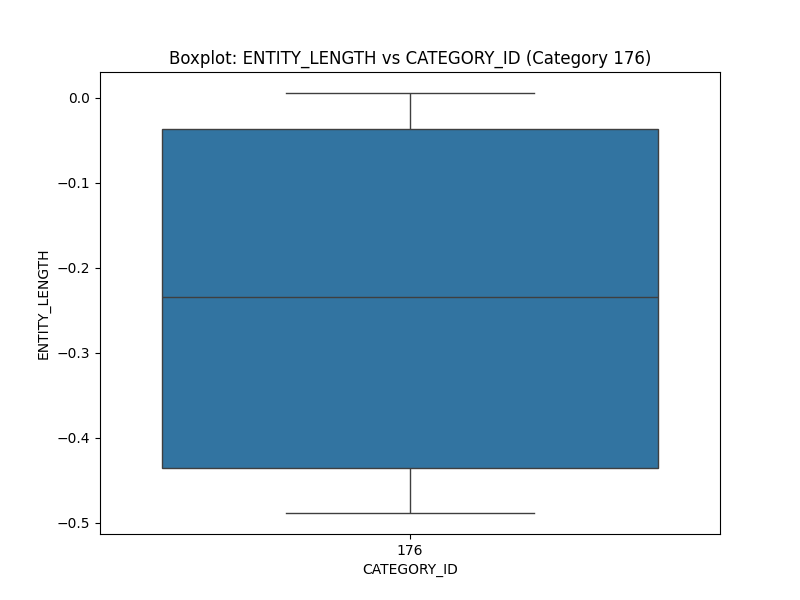 Boxplot: ENTITY_LENGTH vs CATEGORY_ID (Category 176)
0.0
−0.1
−0.2
−0.3
−0.4
−0.5
ENTITY_LENGTH
176
CATEGORY_ID